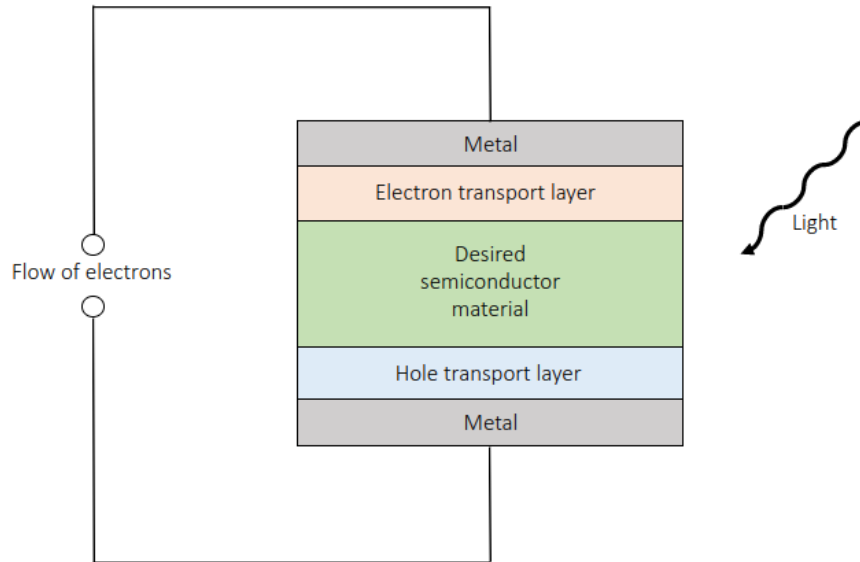 Metal
Electron transport layer
Light
Desired
semiconductor
material
Flow of electrons
Hole transport layer
Metal